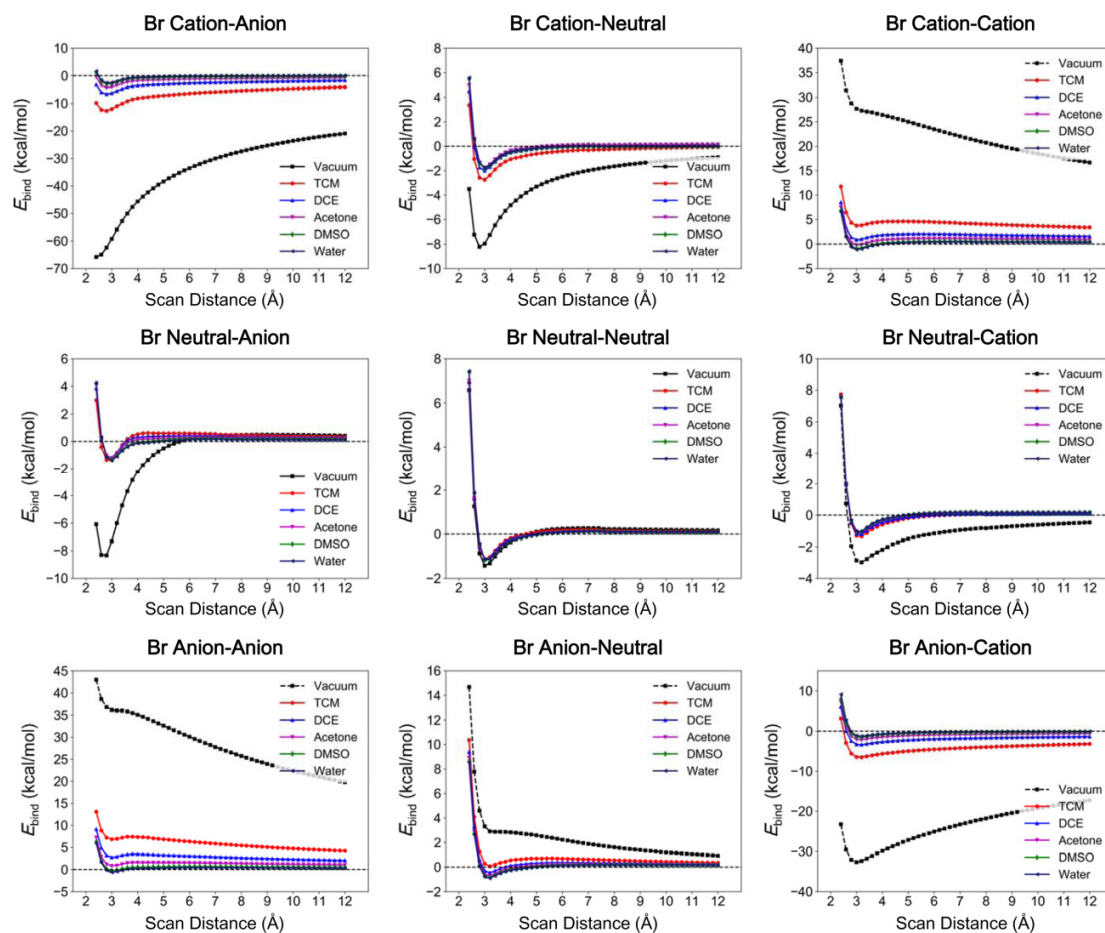 Br Cation-Anion
10
0
−10
−20
−30
−40
−50
−60
−70
E bind (kcal/mol)
Vacuum
TCM
DCE
Acetone
DMSO
Water
2 3 4 5 6 7 8 9 10 11 12
Scan Distance (Å)
Br Cation-Neutral
8
6
4
2
0
−2
−4
−6
−8
−10
E bind (kcal/mol)
Vacuum
TCM
DCE
Acetone
DMSO
Water
2 3 4 5 6 7 8 9 10 11 12
Scan Distance (Å)
Br Cation-Cation
40
35
30
25
20
15
10
5
0
−5
E bind (kcal/mol)
Vacuum
TCM
DCE
Acetone
DMSO
Water
2 3 4 5 6 7 8 9 10 11 12
Scan Distance (Å)
Br Neutral-Anion
6
4
2
0
−2
−4
−6
−8
−10
E bind (kcal/mol)
Vacuum
TCM
DCE
Acetone
DMSO
Water
2 3 4 5 6 7 8 9 10 11 12
Scan Distance (Å)
Br Neutral-Neutral
8
6
4
2
0
−2
E bind (kcal/mol)
Vacuum
TCM
DCE
Acetone
DMSO
Water
2 3 4 5 6 7 8 9 10 11 12
Scan Distance (Å)
Br Neutral-Cation
10
8
6
4
2
0
−2
−4
E bind (kcal/mol)
Vacuum
TCM
DCE
Acetone
DMSO
Water
2 3 4 5 6 7 8 9 10 11 12
Scan Distance (Å)
Br Anion-Anion
45
40
35
30
25
20
15
10
5
0
−5
E bind (kcal/mol)
Vacuum
TCM
DCE
Acetone
DMSO
Water
2 3 4 5 6 7 8 9 10 11 12
Scan Distance (Å)
Br Anion-Neutral
16
14
12
10
8
6
4
2
0
−2
E bind (kcal/mol)
Vacuum
TCM
DCE
Acetone
DMSO
Water
2 3 4 5 6 7 8 9 10 11 12
Scan Distance (Å)
Br Anion-Cation
10
0
−10
−20
−30
−40
E bind (kcal/mol)
Vacuum
TCM
DCE
Acetone
DMSO
Water
2 3 4 5 6 7 8 9 10 11 12
Scan Distance (Å)